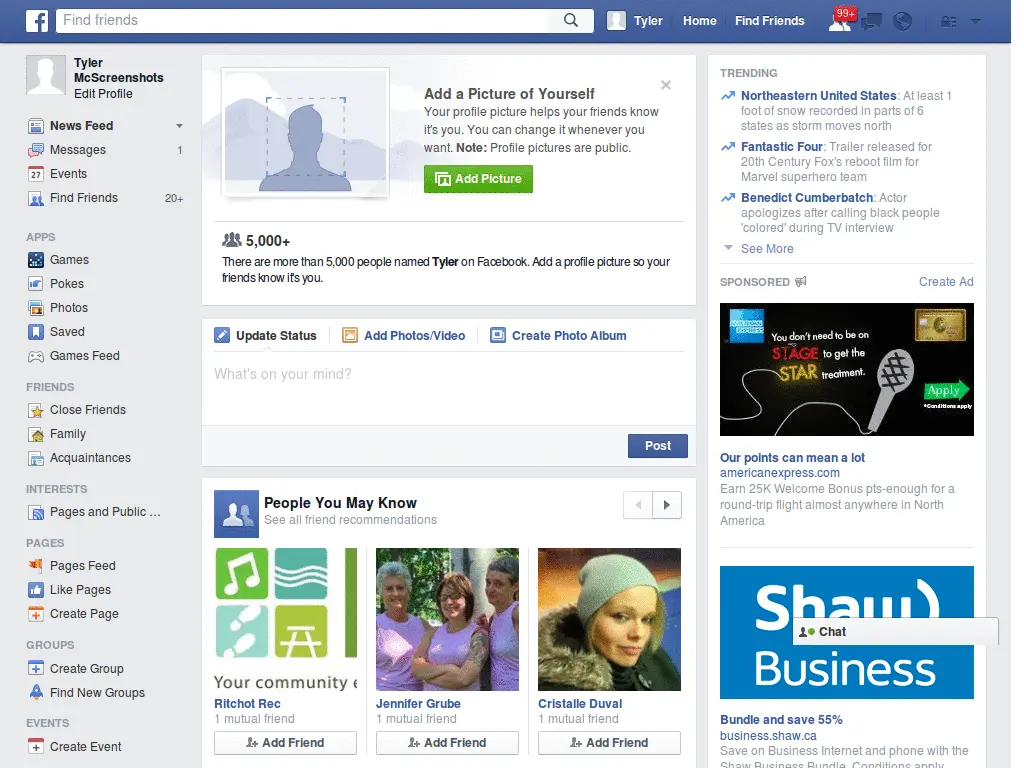 Find friends
Tyler
Home
Find Friends
99+
Tyler
McScreenshots
Edit Profile
News Feed
Messages 1
27 Events
Find Friends 20+
APPS
Games
Pokes
Photos
Saved
Games Feed
FRIENDS
Close Friends
Family
Acquaintances
INTERESTS
Pages and Public ...
PAGES
Pages Feed
Like Pages
Create Page
GROUPS
Create Group
Find New Groups
EVENTS
Create Event
Add a Picture of Yourself
Your profile picture helps your friends know
it's you. You can change it whenever you
want. Note: Profile pictures are public.
Add Picture
5,000+
There are more than 5,000 people named Tyler on Facebook. Add a profile picture so your
friends know it's you.
Update Status
Add Photos/Video
Create Photo Album
What's on your mind?
Post
People You May Know
See all friend recommendations
Your community e
Ritchot Rec
1 mutual friend
Add Friend
Jennifer Grube
1 mutual friend
Add Friend
Cristalle Duval
1 mutual friend
Add Friend
TRENDING
Northeastern United States: At least 1
foot of snow recorded in parts of 6
states as storm moves north
Fantastic Four: Trailer released for
20th Century Fox's reboot film for
Marvel superhero team
Benedict Cumberbatch: Actor
apologizes after calling black people
'colored' during TV interview
See More
SPONSORED
Create Ad
You don't need to be on
STAGE to get the
STAR treatment.
Apply
*Conditions apply
Our points can mean a lot
americanexpress.com
Earn 25K Welcome Bonus pts-enough for a
round-trip flight almost anywhere in North
America
Shaw)
Chat
Business
Bundle and save 55%
business.shaw.ca
Save on Business Internet and phone with the
Shaw Business Bundle. Conditions apply